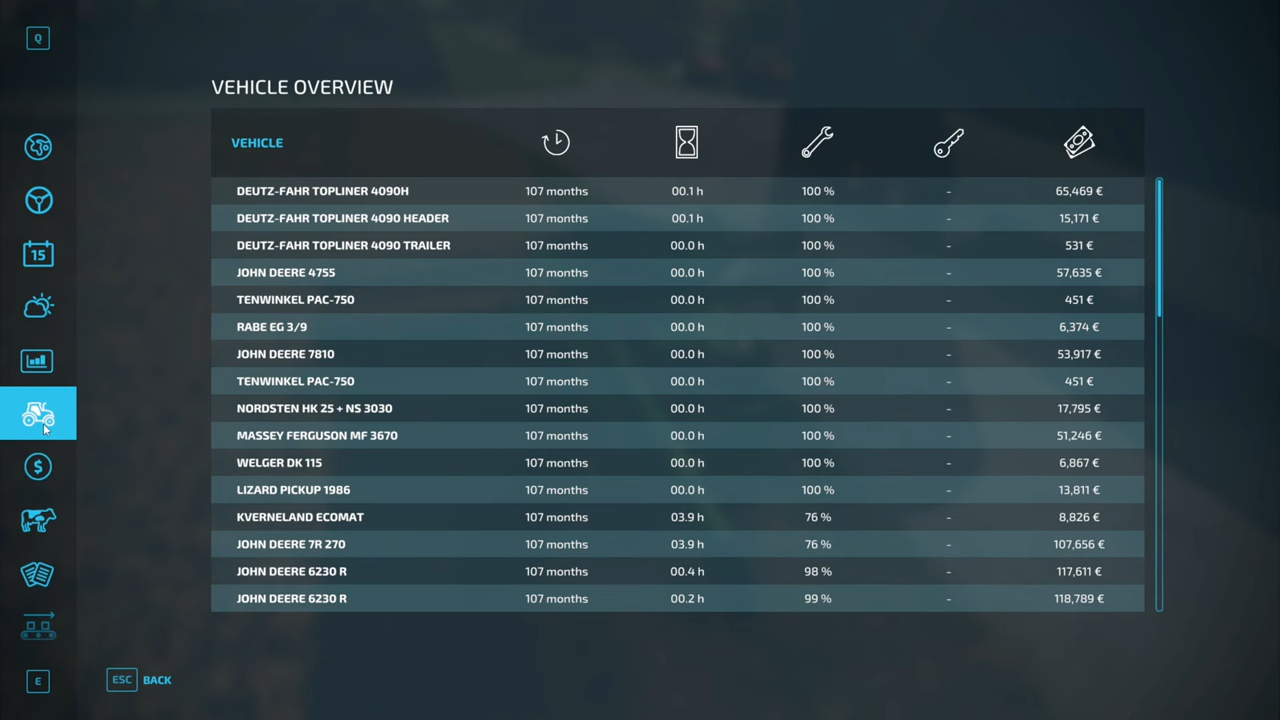 Q
VEHICLE OVERVIEW
VEHICLE
DEUTZ-FAHR TOPLINER 4090H 107 months 00.1 h 100 % - 65,469 €
DEUTZ-FAHR TOPLINER 4090 HEADER 107 months 00.1 h 100 % - 15,171 €
DEUTZ-FAHR TOPLINER 4090 TRAILER 107 months 00.0 h 100 % - 531 €
JOHN DEERE 4755 107 months 00.0 h 100 % - 57,635 €
TENWINKEL PAC-750 107 months 00.0 h 100 % - 451 €
RABE EG 3/9 107 months 00.0 h 100 % - 6,374 €
JOHN DEERE 7810 107 months 00.0 h 100 % - 53,917 €
TENWINKEL PAC-750 107 months 00.0 h 100 % - 451 €
NORDSTEN HK 25 + NS 3030 107 months 00.0 h 100 % - 17,795 €
MASSEY FERGUSON MF 3670 107 months 00.0 h 100 % - 51,246 €
WELGER DK 115 107 months 00.0 h 100 % - 6,867 €
LIZARD PICKUP 1986 107 months 00.0 h 100 % - 13,811 €
KVERNELAND ECOMAT 107 months 03.9 h 76 % - 8,826 €
JOHN DEERE 7R 270 107 months 03.9 h 76 % - 107,656 €
JOHN DEERE 6230 R 107 months 00.4 h 98 % - 117,611 €
JOHN DEERE 6230 R 107 months 00.2 h 99 % - 118,789 €
15
$
E
ESC BACK